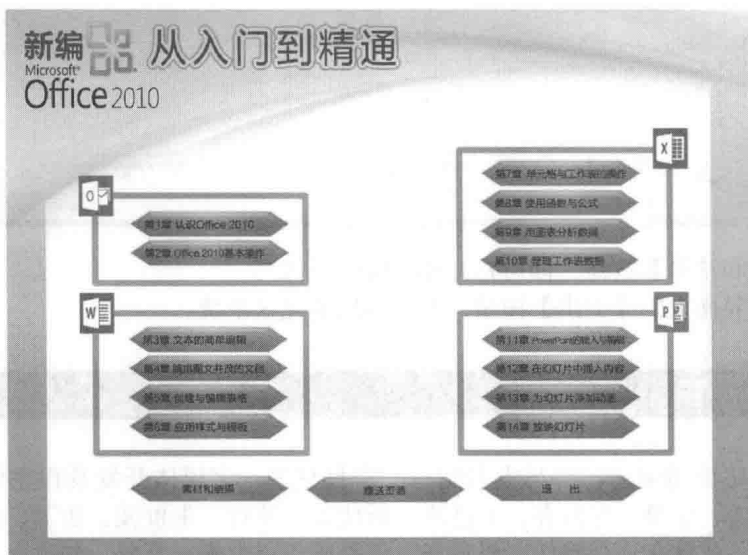 新编
从入门到精通
Microsoft®
Office 2010
第1章 认识Office 2010
第2章 Office 2010基本操作
第3章 文本的简单编辑
第4章 输出图文并茂的文档
第5章 创建与编辑表格
第6章 应用样式与模板
第7章 单元格与工作表的操作
第8章 使用函数与公式
第9章 用图表分析数据
第10章 管理工作表数据
第11章 PowerPoint的输入与编辑
第12章 在幻灯片中插入内容
第13章 为幻灯片添加动画
第14章 放映幻灯片
素材和结果
赠送资源
退 出